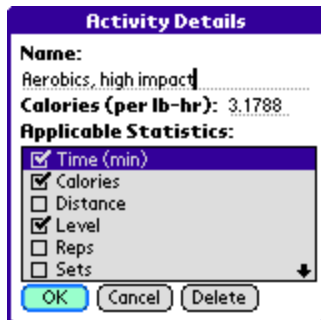 Activity Details
Name:
Aerobics, high impact
Calories (per lb-hr): 3.1788
Applicable Statistics:
Time (min)
Calories
Distance
Level
Reps
Sets
OK Cancel Delete